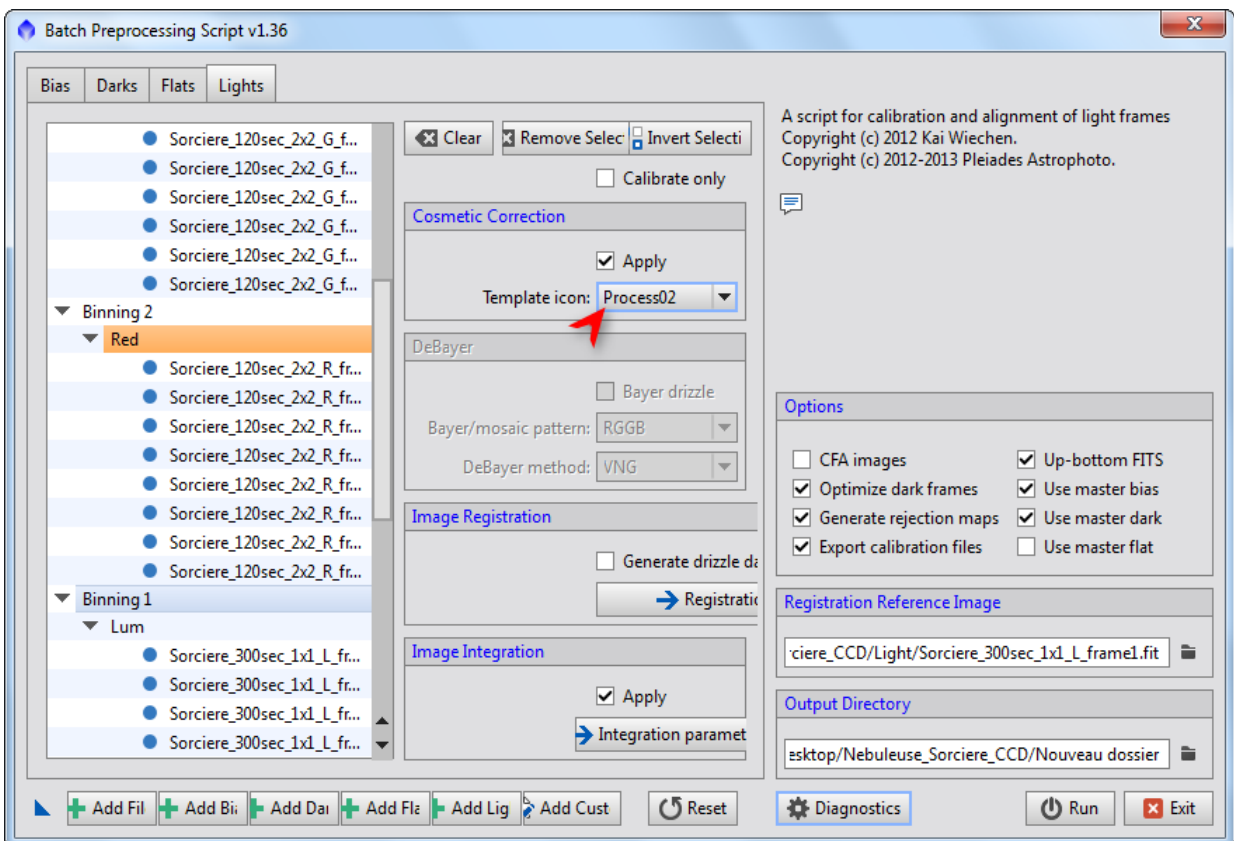 Batch Preprocessing Script v1.36
Bias Darks Flats Lights
Sorciere_120sec_2x2_G_f...
Sorciere_120sec_2x2_G_f...
Sorciere_120sec_2x2_G_f...
Sorciere_120sec_2x2_G_f...
Sorciere_120sec_2x2_G_f...
Sorciere_120sec_2x2_G_f...
Binning 2
Red
Sorciere_120sec_2x2_R_fr...
Sorciere_120sec_2x2_R_fr...
Sorciere_120sec_2x2_R_fr...
Sorciere_120sec_2x2_R_fr...
Sorciere_120sec_2x2_R_fr...
Sorciere_120sec_2x2_R_fr...
Sorciere_120sec_2x2_R_fr...
Sorciere_120sec_2x2_R_fr...
Binning 1
Lum
Sorciere_300sec_1x1_L_fr...
Sorciere_300sec_1x1_L_fr...
Sorciere_300sec_1x1_L_fr...
Sorciere_300sec_1x1_L_fr...
Clear Remove Selec Invert Selecti
Calibrate only
Cosmetic Correction
Apply
Template icon: Process02
DeBayer
Bayer drizzle
Bayer/mosaic pattern: RGGB
DeBayer method: VNG
Image Registration
Generate drizzle da
Registratio
Image Integration
Apply
Integration paramet
A script for calibration and alignment of light frames
Copyright (c) 2012 Kai Wiechen.
Copyright (c) 2012-2013 Pleiades Astrophoto.
Options
CFA images Up-bottom FITS
Optimize dark frames Use master bias
Generate rejection maps Use master dark
Export calibration files Use master flat
Registration Reference Image
rciere_CCD/Light/Sorciere_300sec_1x1_L_frame1.fit
Output Directory
esktop/Nebuleuse_Sorciere_CCD/Nouveau dossier
Add Fil Add Bia Add Dar Add Fla Add Lig Add Cust Reset Diagnostics Run Exit